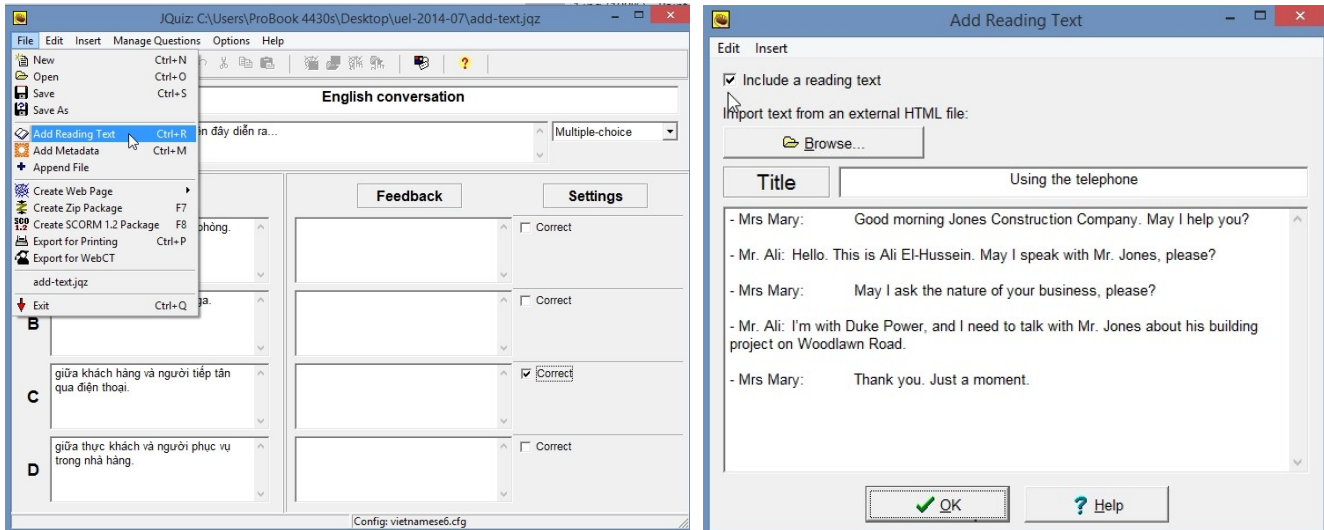 JQuiz: C:\Users\ProBook 4430s\Desktop\uel-2014-07\add-text.jqz
File Edit Insert Manage Questions Options Help
New Ctrl+N
Open Ctrl+O
Save Ctrl+S
Save As
Add Reading Text Ctrl+R
Add Metadata Ctrl+M
Append File
Create Web Page
Create Zip Package F7
Create SCORM 1.2 Package F8
Export for Printing Ctrl+P
Export for WebCT
add-text.jqz
Exit Ctrl+Q
English conversation
đây diễn ra...
Multiple-choice
Feedback
Settings
phòng.
Correct
ga.
Correct
B
giữa khách hàng và người tiếp tân
qua điện thoại.
Correct
C
giữa thực khách và người phục vụ
trong nhà hàng.
Correct
D
Config: vietnamese6.cfg
Add Reading Text
Edit Insert
Include a reading text
Import text from an external HTML file:
Browse...
Title
Using the telephone
- Mrs Mary: Good morning Jones Construction Company. May I help you?
- Mr. Ali: Hello. This is Ali El-Hussein. May I speak with Mr. Jones, please?
- Mrs Mary: May I ask the nature of your business, please?
- Mr. Ali: I'm with Duke Power, and I need to talk with Mr. Jones about his building
project on Woodlawn Road.
- Mrs Mary: Thank you. Just a moment.
OK
Help